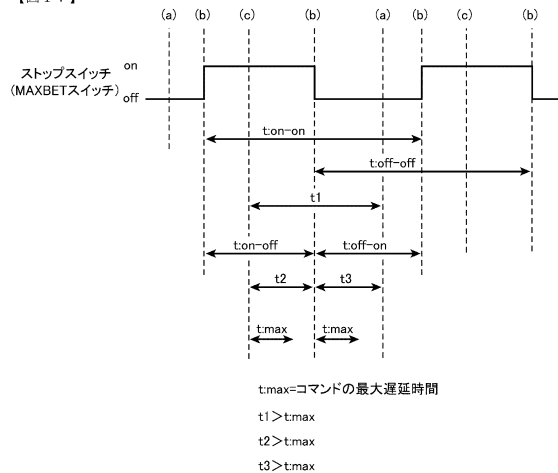 (a) (b) (c) (b) (a) (b) (c) (b)
ストップスイッチ
(MAXBETスイッチ)
on
off
t:on-on
t:off-off
t1
t:on-off t:off-on
t2 t3
t:max t:max
t:max=コマンドの最大遅延時間
t1>t:max
t2>t:max
t3>t:max